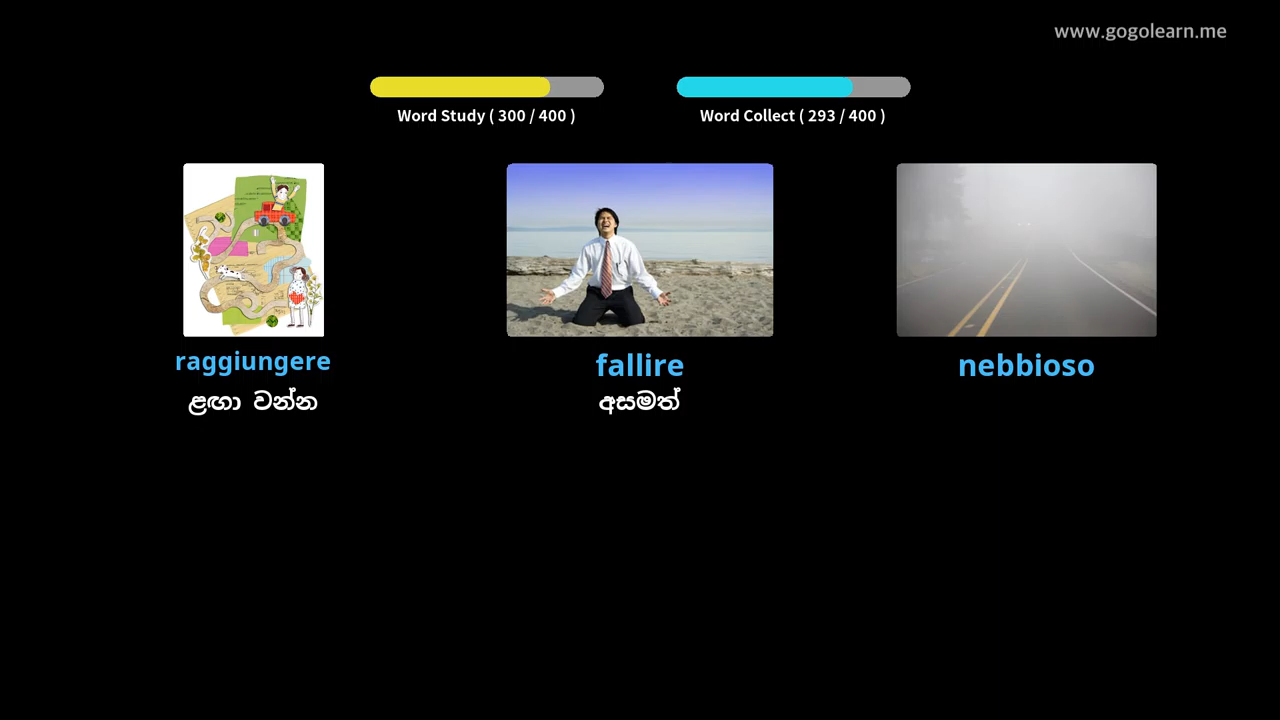 www.gogolearn.me
Word Study ( 300 / 400 )
Word Collect ( 293 / 400 )
raggiungere
ළඟා වන්න
fallire
අසමත්
nebbioso